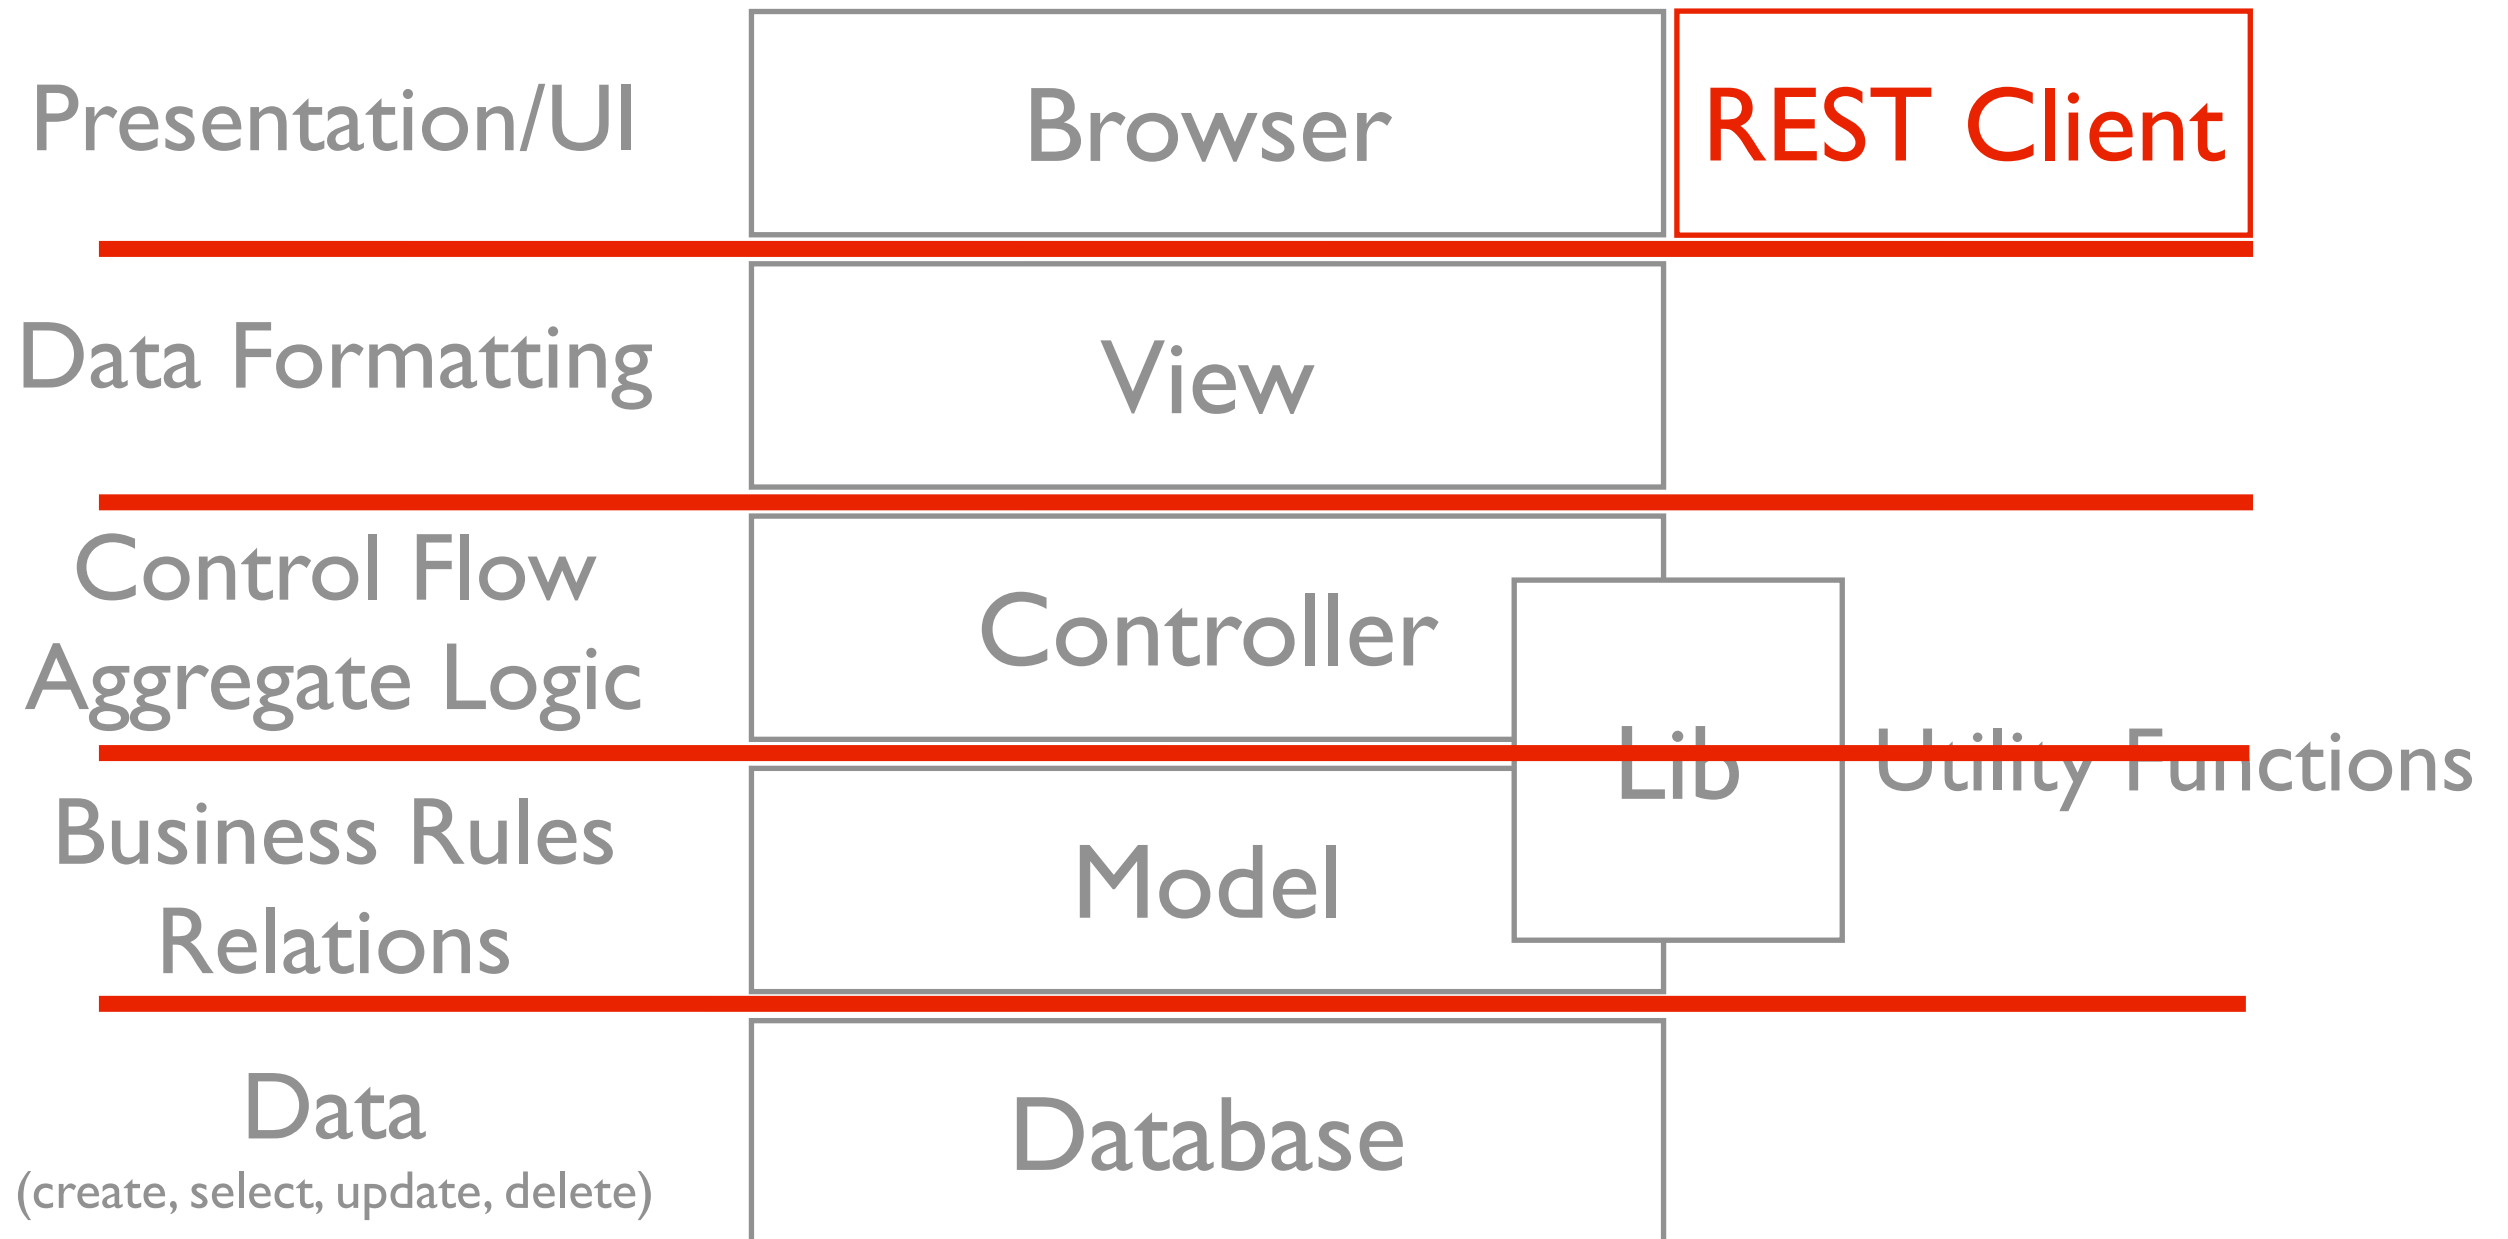 Presentation/UI
Browser
REST Client
Data Formatting
View
Control Flow
Aggregate Logic
Controller
Lib
Utility Functions
Business Rules
Relations
Model
Data
(create, select, update, delete)
Database